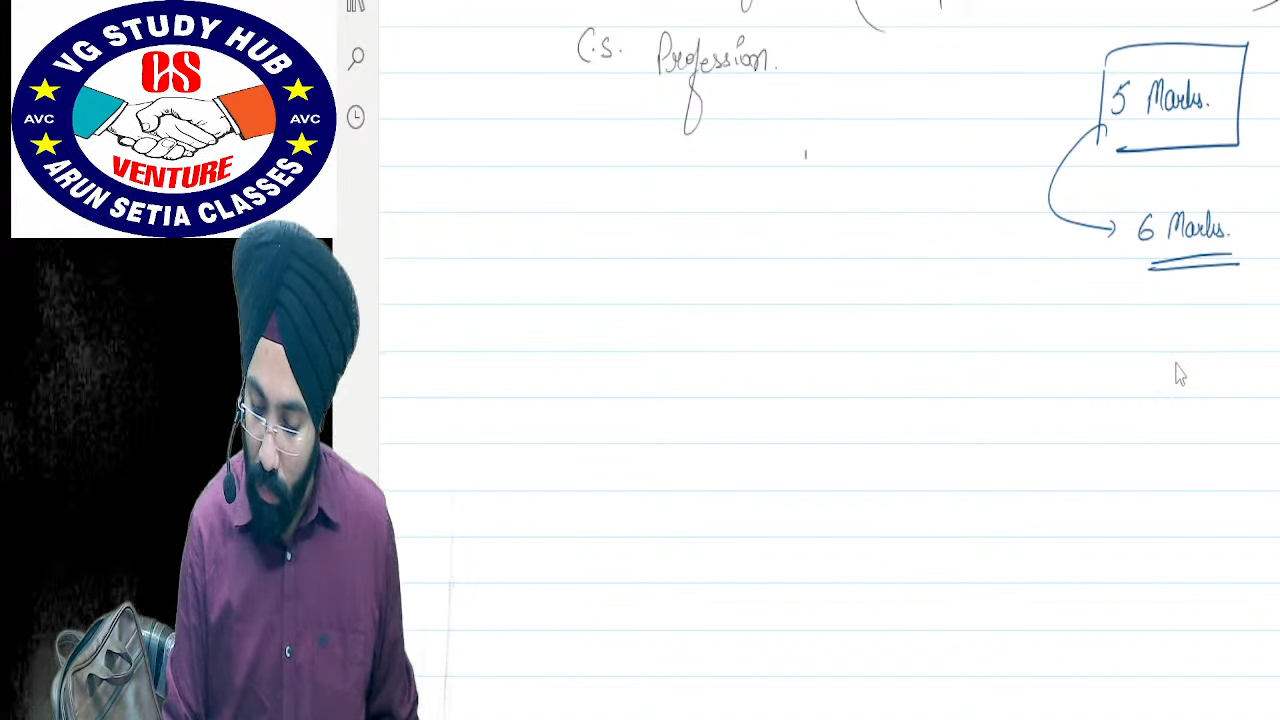 VG STUDY HUB
CS
AVC
AVC
VENTURE
ARUN SETIA CLASSES
C.S. Profession.
5 Marks.
6 Marks.